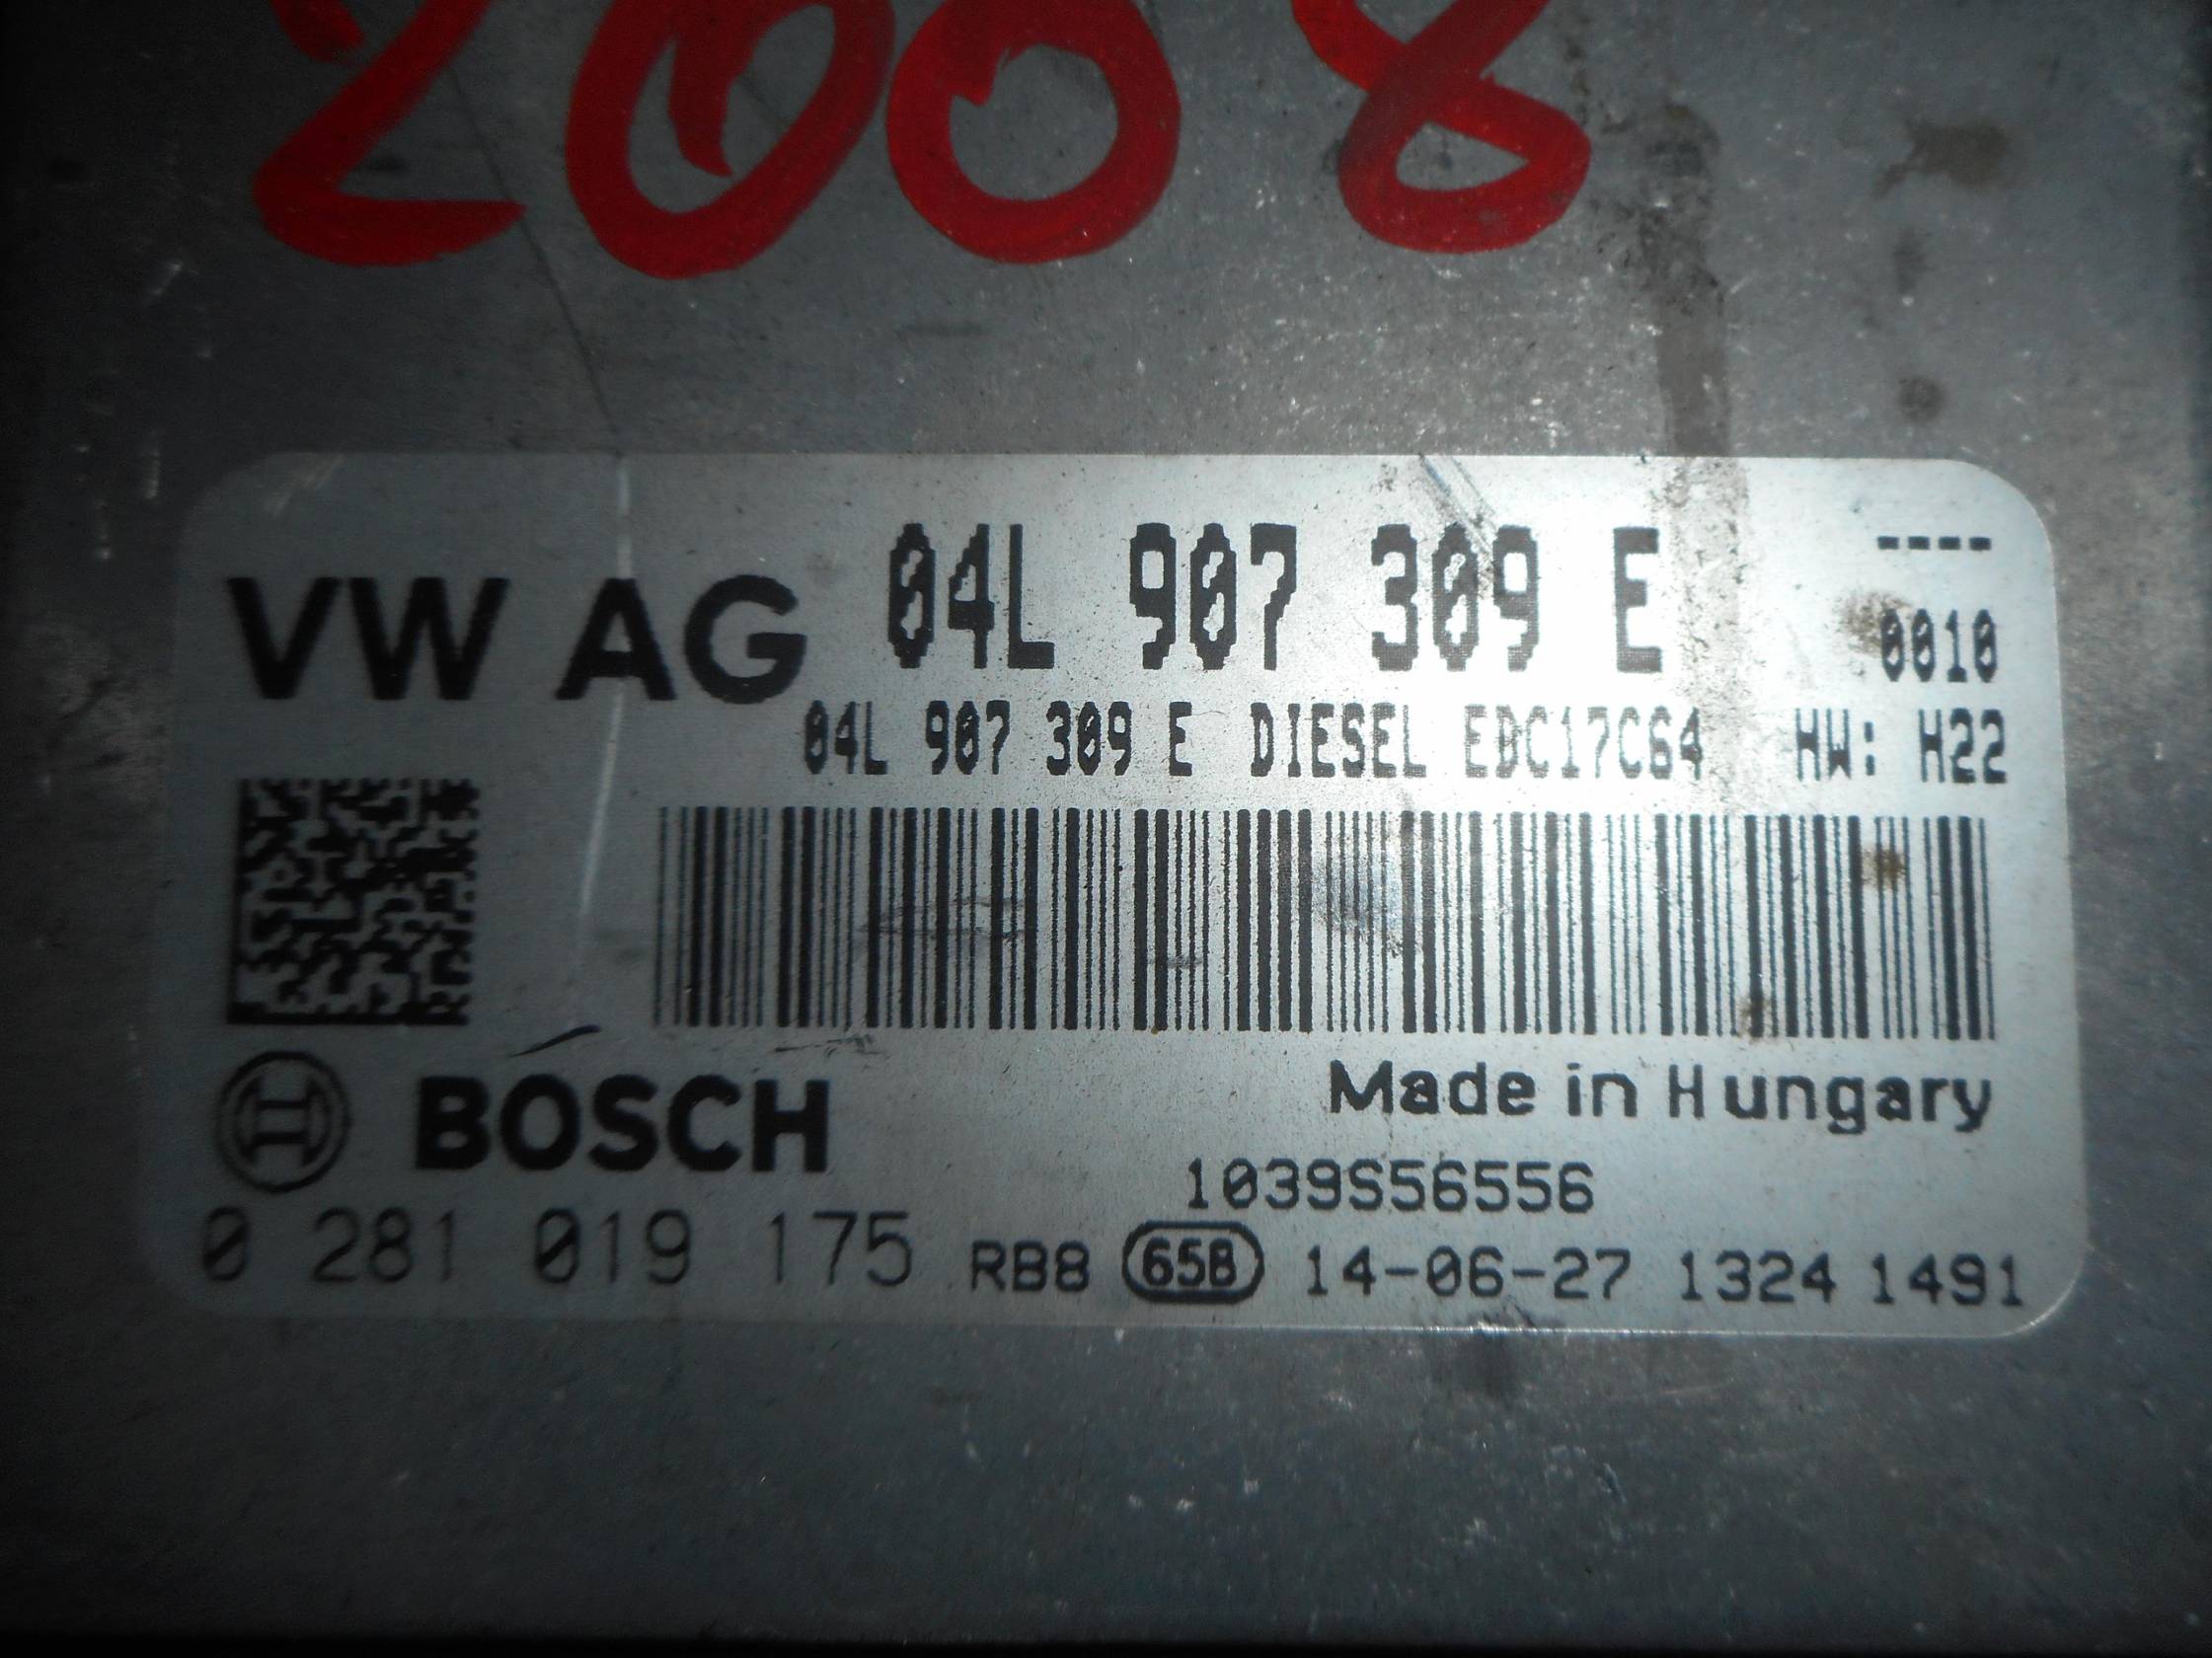 2008
VW AG 04L 907 309 E ----
0010
04L 907 309 E DIESEL EDC17C64 HW: H22
BOSCH Made in Hungary
1039S56556
0 281 019 175 RB8 65B 14-06-27 1324 1491